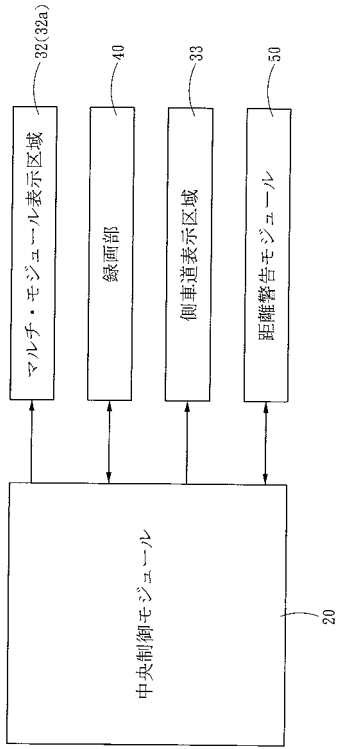 マルチ・モジュール表示区域
32(32a)
録画部
40
側車道表示区域
33
距離警告モジュール
50
中央制御モジュール
20